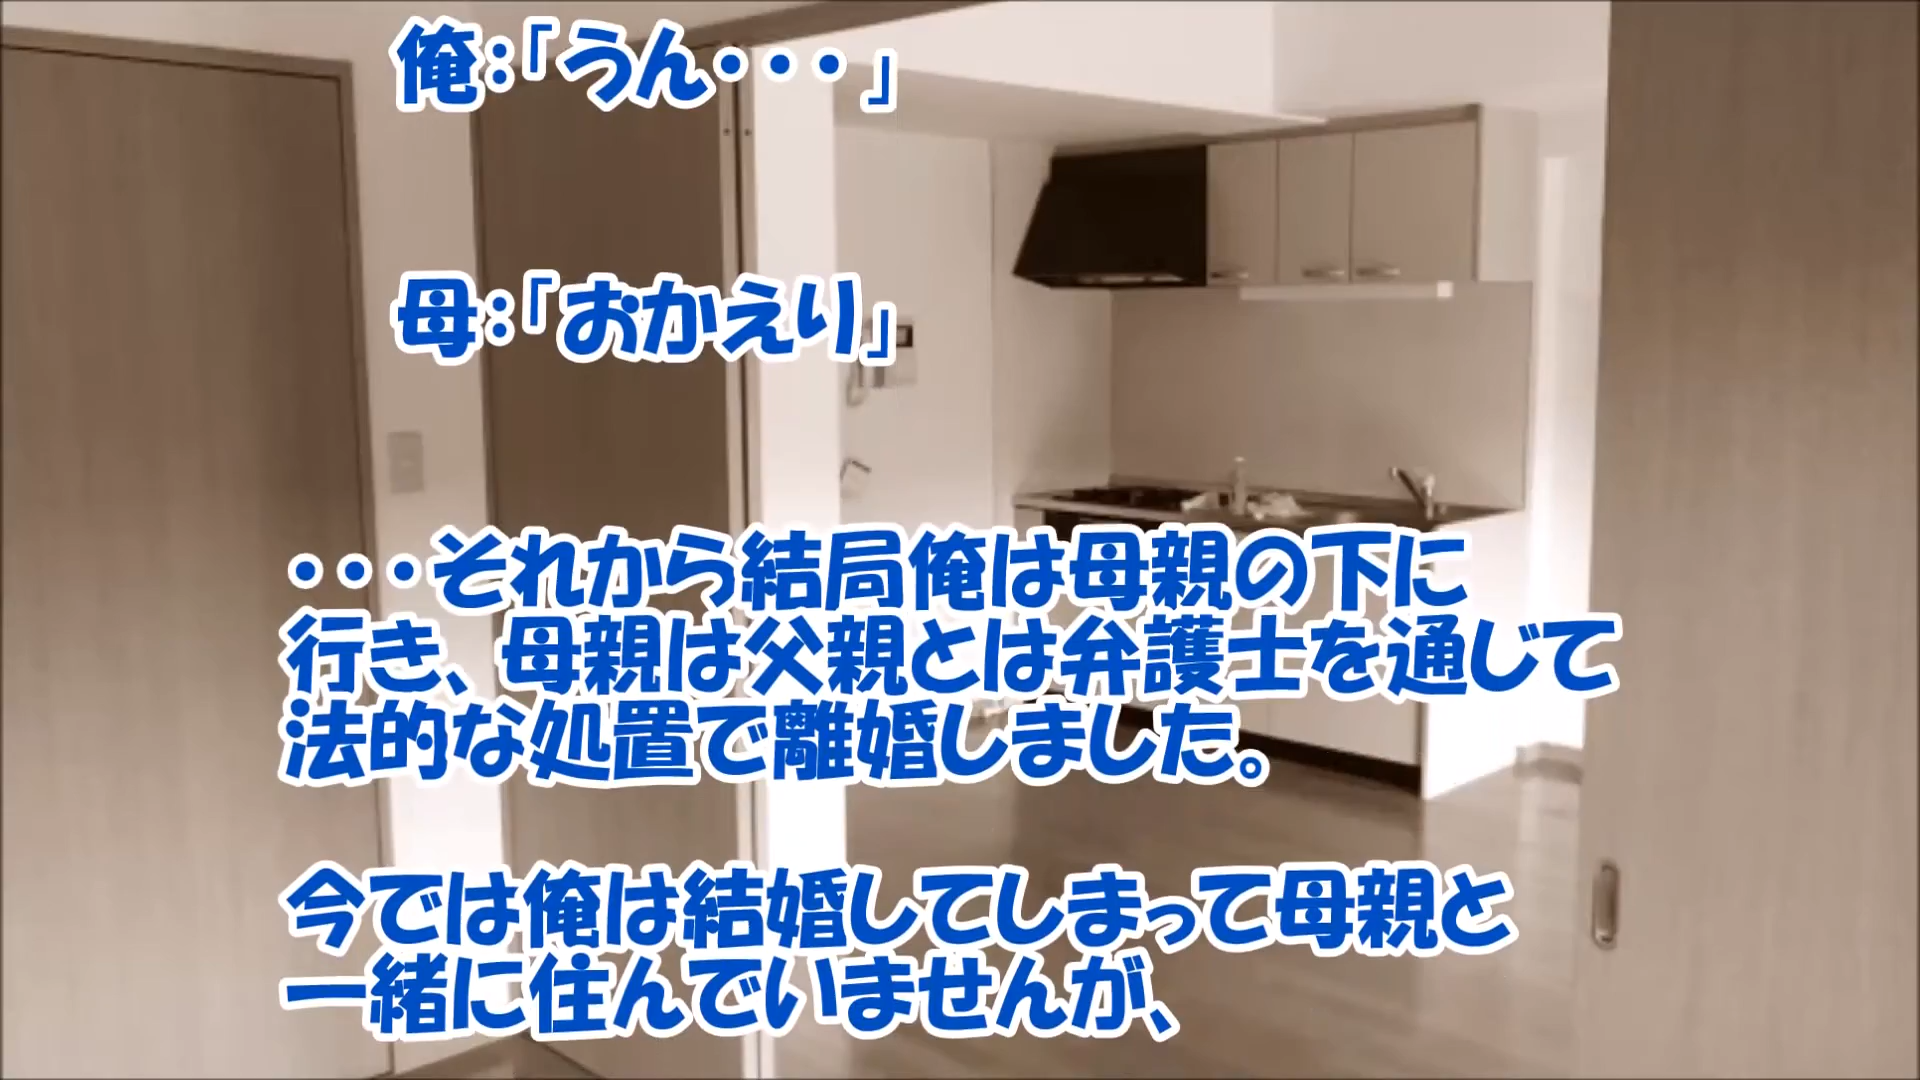 俺:「うん・・・」
母:「おかえり」
・・・それから結局俺は母親の下に
行き、母親は父親とは弁護士を通じて
法的な処置で離婚しました。
今では俺は結婚してしまって母親と
一緒に住んでいませんが、